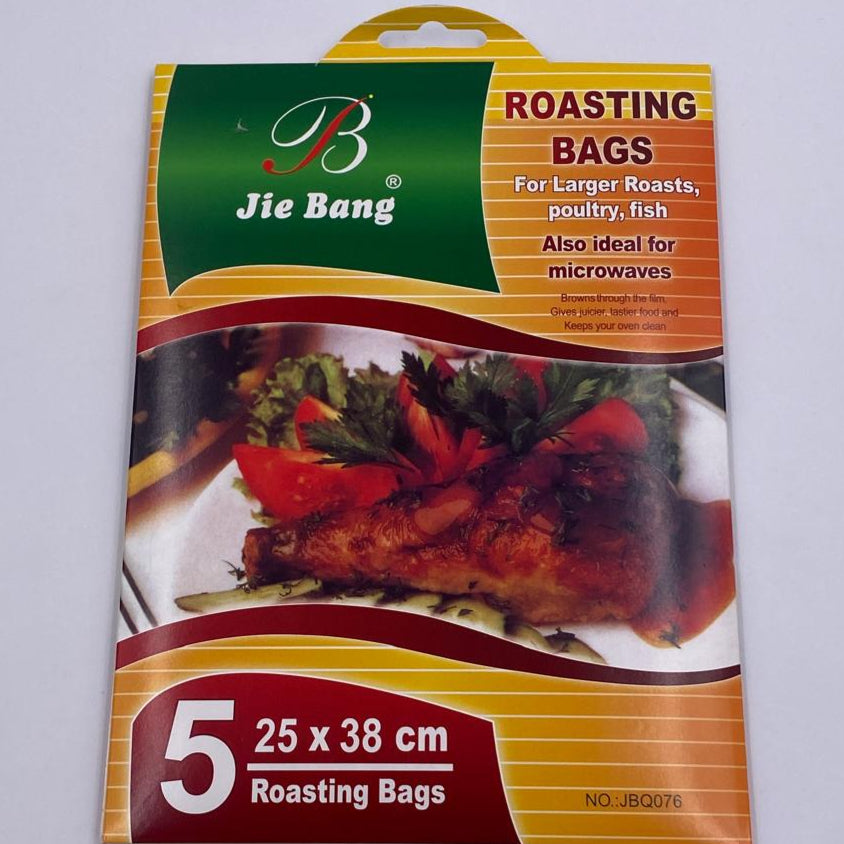 B
Jie Bang®
ROASTING
BAGS
For Larger Roasts,
poultry, fish
Also ideal for
microwaves
Browns through the film,
Gives juicier, tastier food and
Keeps your oven clean
5
25 x 38 cm
Roasting Bags
NO.:JBQ076